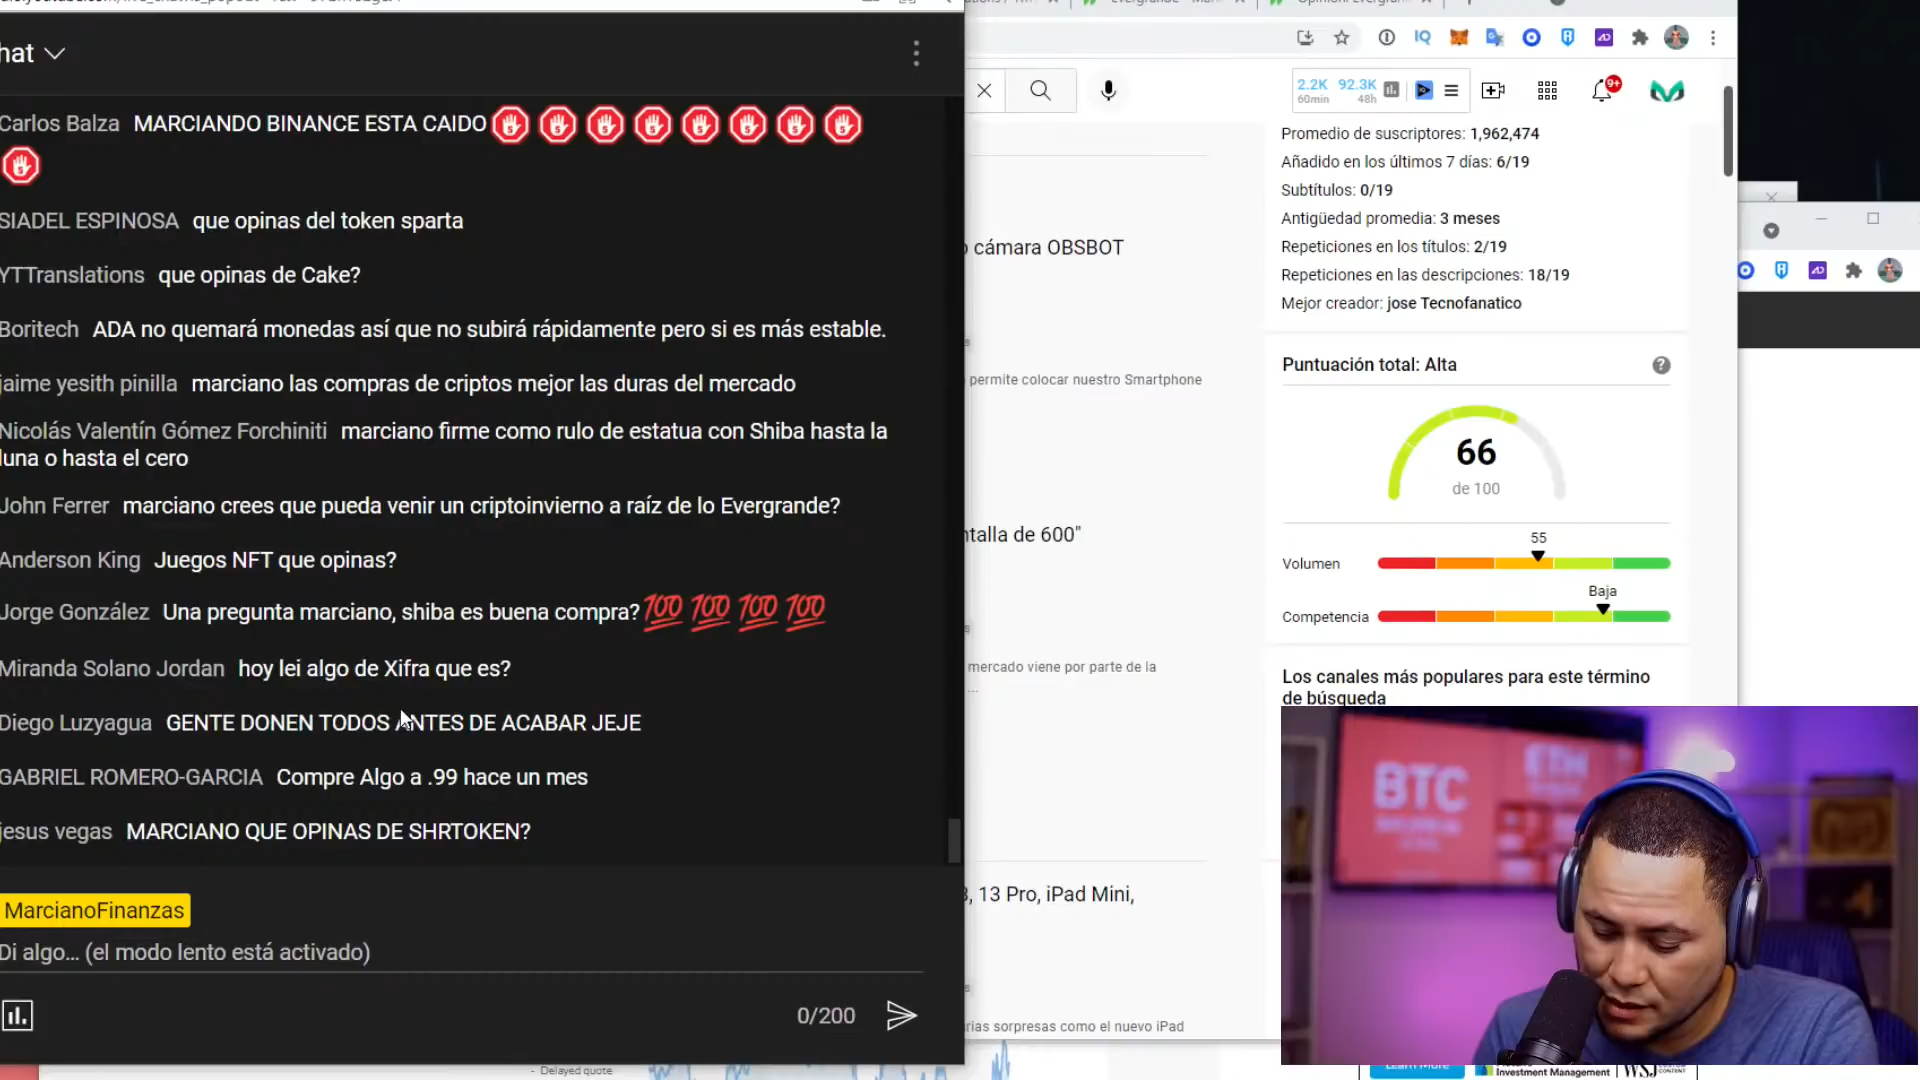 hat
Carlos Balza MARCIANDO BINANCE ESTA CAIDO
SIADEL ESPINOSA que opinas del token sparta
YTTranslations que opinas de Cake?
Boritech ADA no quemará monedas así que no subirá rápidamente pero si es más estable.
jaime yesith pinilla marciano las compras de criptos mejor las duras del mercado
Nicolás Valentín Gómez Forchiniti marciano firme como rulo de estatua con Shiba hasta la
luna o hasta el cero
John Ferrer marciano crees que pueda venir un criptoinvierno a raíz de lo Evergrande?
Anderson King Juegos NFT que opinas?
Jorge González Una pregunta marciano, shiba es buena compra? 100 100 100 100
Miranda Solano Jordan hoy lei algo de Xifra que es?
Diego Luzyagua GENTE DONEN TODOS ANTES DE ACABAR JEJE
GABRIEL ROMERO-GARCIA Compre Algo a .99 hace un mes
jesus vegas MARCIANO QUE OPINAS DE SHRTOKEN?
MarcianoFinanzas
Di algo... (el modo lento está activado)
0/200
- Delayed quote
cámara OBSBOT
permite colocar nuestro Smartphone
ntalla de 600"
mercado viene por parte de la
...
3, 13 Pro, iPad Mini,
rias sorpresas como el nuevo iPad
IQ
2.2K 92.3K
60min 48h
9+
Promedio de suscriptores: 1,962,474
Añadido en los últimos 7 días: 6/19
Subtítulos: 0/19
Antigüedad promedia: 3 meses
Repeticiones en los títulos: 2/19
Repeticiones en las descripciones: 18/19
Mejor creador: jose Tecnofanatico
Puntuación total: Alta
66
de 100
55
Volumen
Baja
Competencia
Los canales más populares para este término
de búsqueda
BTC
ETH
Learn More
Investment Management
WSJ